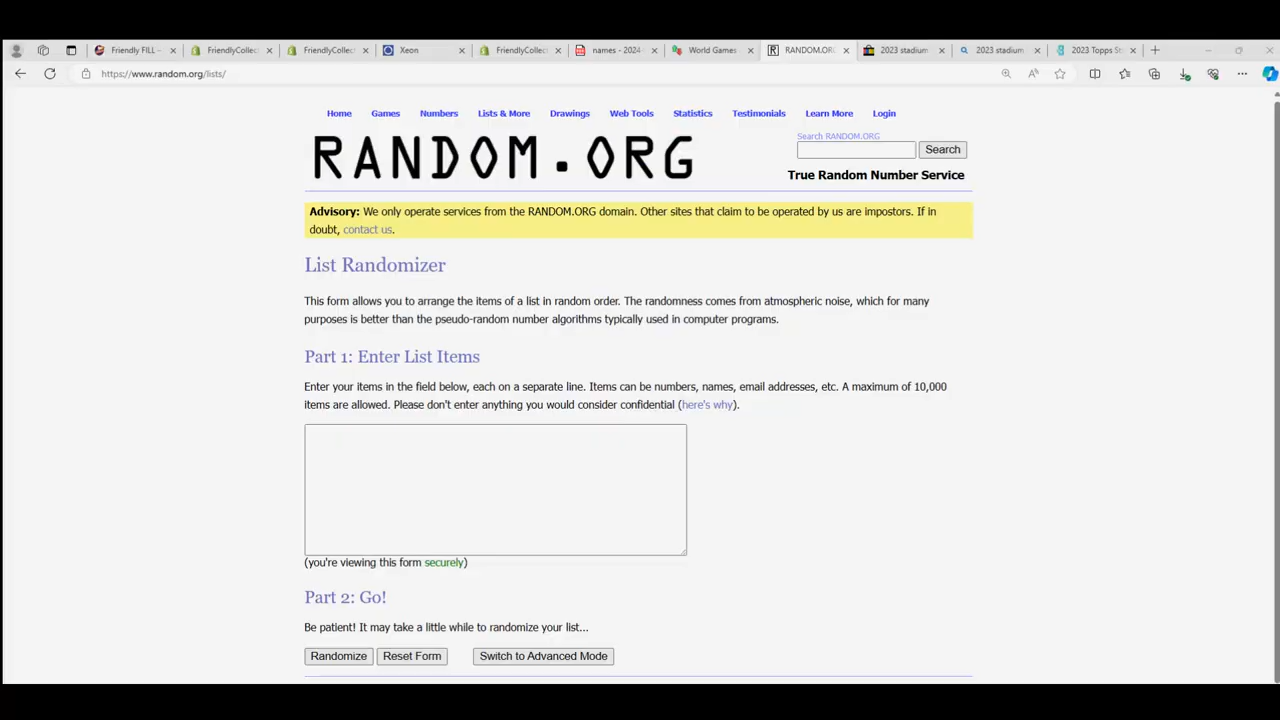 Friendly FILL -
FriendlyCollec
FriendlyCollec
Xeon
FriendlyCollec
names - 2024
World Games
RANDOM.ORG
2023 stadium
2023 stadium
2023 Topps St
https://www.random.org/lists/
Home Games Numbers Lists & More Drawings Web Tools Statistics Testimonials Learn More Login
RANDOM.ORG
Search RANDOM.ORG
Search
True Random Number Service
Advisory: We only operate services from the RANDOM.ORG domain. Other sites that claim to be operated by us are impostors. If in
doubt, contact us.
List Randomizer
This form allows you to arrange the items of a list in random order. The randomness comes from atmospheric noise, which for many
purposes is better than the pseudo-random number algorithms typically used in computer programs.
Part 1: Enter List Items
Enter your items in the field below, each on a separate line. Items can be numbers, names, email addresses, etc. A maximum of 10,000
items are allowed. Please don't enter anything you would consider confidential (here's why).
(you're viewing this form securely)
Part 2: Go!
Be patient! It may take a little while to randomize your list...
Randomize Reset Form Switch to Advanced Mode